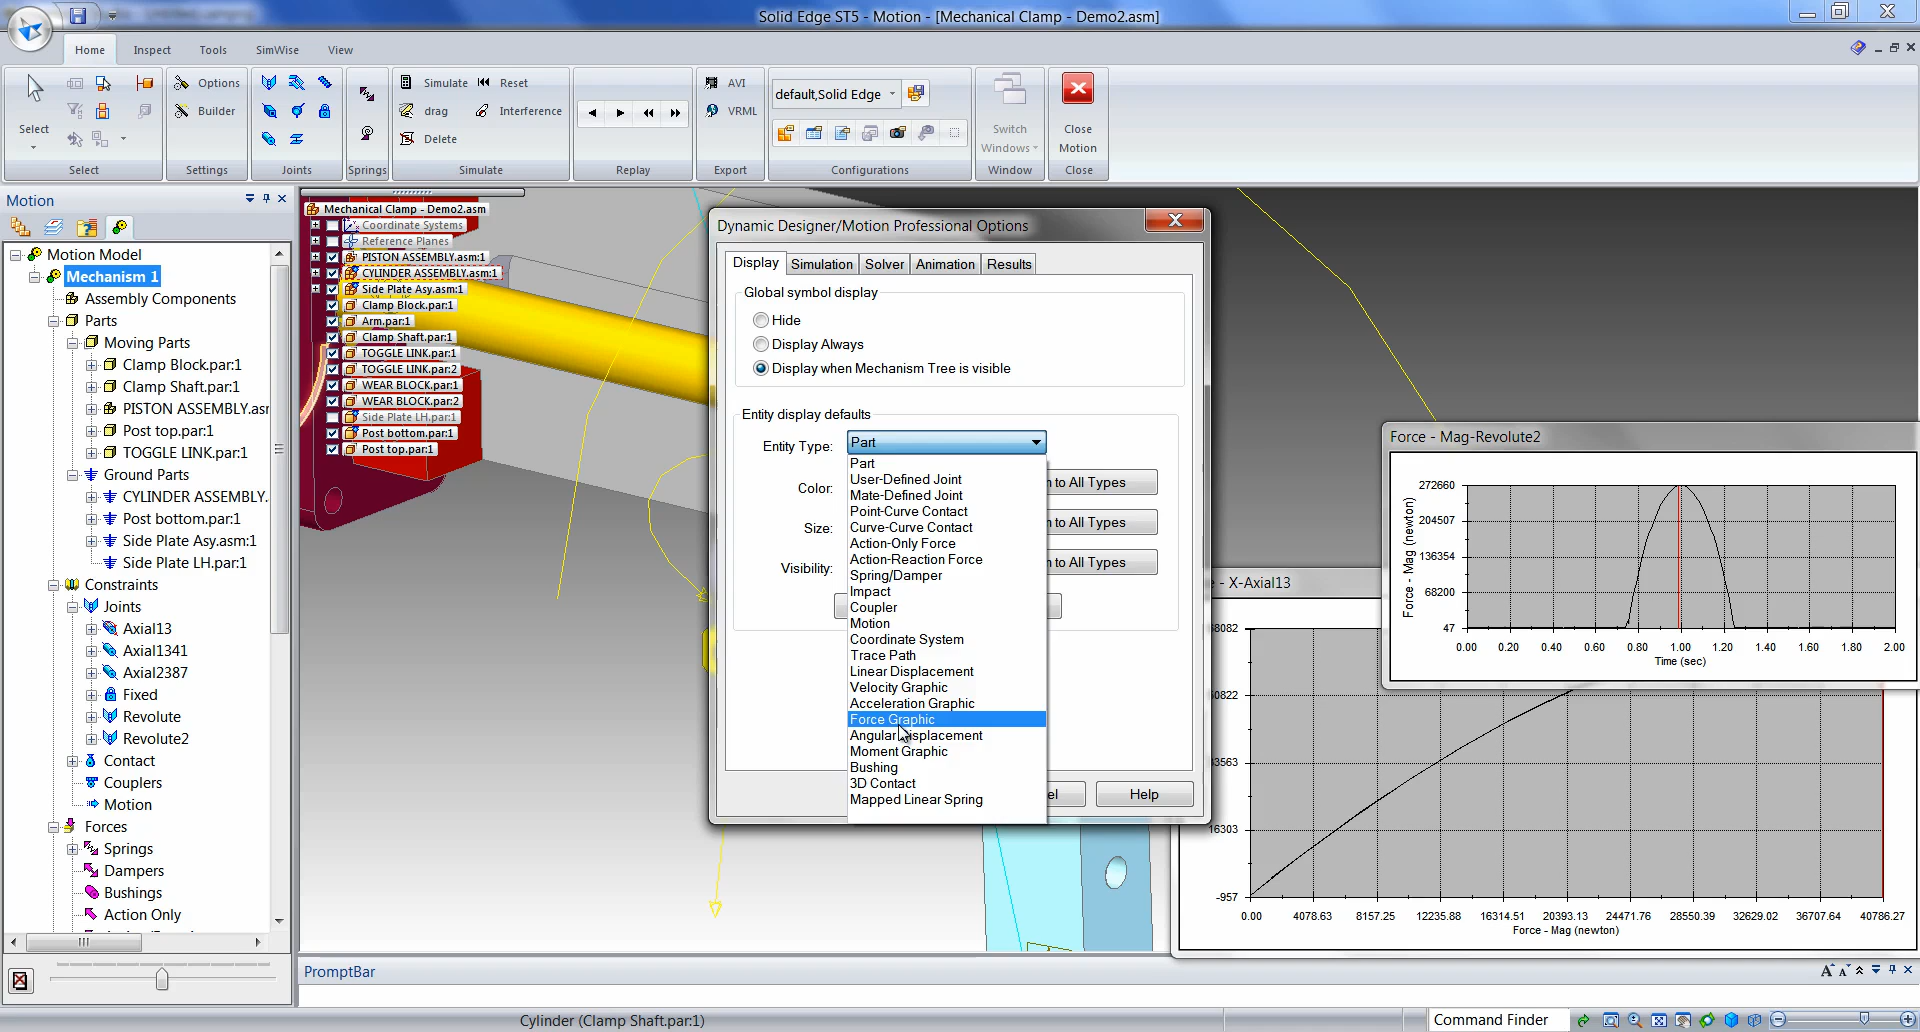 Solid Edge ST5 - Motion - [Mechanical Clamp - Demo2.asm]
Home
Inspect
Tools
SimWise
View
Select
Select
Options
Builder
Settings
Joints
Springs
Simulate
Reset
drag
Interference
Delete
Simulate
Replay
AVI
VRML
Export
default,Solid Edge
Configurations
Switch
Windows
Window
Close
Motion
Close
Motion
Motion Model
Mechanism 1
Assembly Components
Parts
Moving Parts
Clamp Block.par:1
Clamp Shaft.par:1
PISTON ASSEMBLY.asr
Post top.par:1
TOGGLE LINK.par:1
Ground Parts
CYLINDER ASSEMBLY.
Post bottom.par:1
Side Plate Asy.asm:1
Side Plate LH.par:1
Constraints
Joints
Axial13
Axial1341
Axial2387
Fixed
Revolute
Revolute2
Contact
Couplers
Motion
Forces
Springs
Dampers
Bushings
Action Only
Mechanical Clamp - Demo2.asm
Coordinate Systems
Reference Planes
PISTON ASSEMBLY.asm:1
CYLINDER ASSEMBLY.asm:1
Side Plate Asy.asm:1
Clamp Block.par:1
Arm.par:1
Clamp Shaft.par:1
TOGGLE LINK.par:1
TOGGLE LINK.par:2
WEAR BLOCK.par:1
WEAR BLOCK.par:2
Side Plate LH.par:1
Post bottom.par:1
Post top.par:1
Dynamic Designer/Motion Professional Options
Display
Simulation
Solver
Animation
Results
Global symbol display
Hide
Display Always
Display when Mechanism Tree is visible
Entity display defaults
Entity Type:
Part
Color:
to All Types
Size:
to All Types
Visibility:
to All Types
Part
User-Defined Joint
Mate-Defined Joint
Point-Curve Contact
Curve-Curve Contact
Action-Only Force
Action-Reaction Force
Spring/Damper
Impact
Coupler
Motion
Coordinate System
Trace Path
Linear Displacement
Velocity Graphic
Acceleration Graphic
Force Graphic
Angular isplacement
Moment Graphic
Bushing
3D Contact
Mapped Linear Spring
el
Help
Force - Mag-Revolute2
Force - Mag (newton)
272660
204507
136354
68200
47
0.00 0.20 0.40 0.60 0.80 1.00 1.20 1.40 1.60 1.80 2.00
Time (sec)
- X-Axial13
8082
0822
3563
16303
-957
0.00 4078.63 8157.25 12235.88 16314.51 20393.13 24471.76 28550.39 32629.02 36707.64 40786.27
Force - Mag (newton)
PromptBar
Cylinder (Clamp Shaft.par:1)
Command Finder